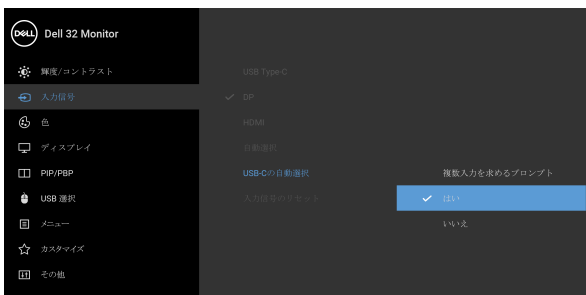 DELL Dell 32 Monitor
輝度/コントラスト
入力信号
色
ディスプレイ
PIP/PBP
USB 選択
メニュー
カスタマイズ
その他
USB Type-C
DP
HDMI
自動選択
USB-Cの自動選択
入力信号のリセット
複数入力を求めるプロンプト
はい
いいえ